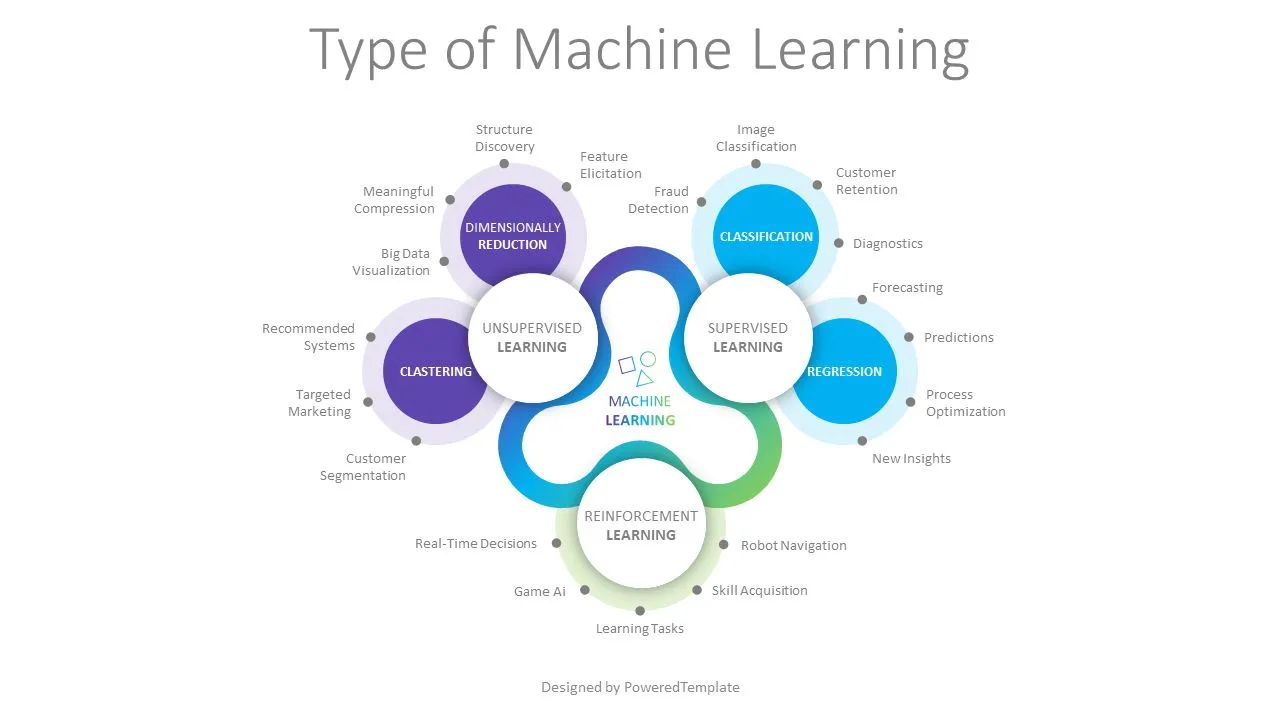 Type of Machine Learning
Structure
Discovery
Feature
Elicitation
Meaningful
Compression
Big Data
Visualization
DIMENSIONALLY
REDUCTION
Image
Classification
Customer
Retention
Fraud
Detection
Diagnostics
CLASSIFICATION
UNSUPERVISED
LEARNING
SUPERVISED
LEARNING
Recommended
Systems
Targeted
Marketing
Customer
Segmentation
CLASTERING
Forecasting
Predictions
Process
Optimization
New Insights
REGRESSION
MACHINE
LEARNING
REINFORCEMENT
LEARNING
Real-Time Decisions
Game Ai
Learning Tasks
Skill Acquisition
Robot Navigation
Designed by PoweredTemplate